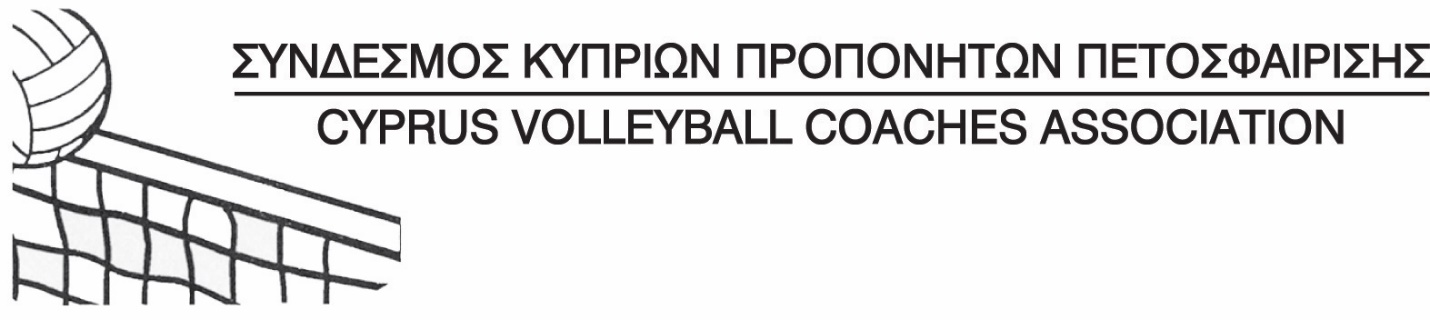 ΣΥΝΔΕΣΜΟΣ ΚΥΠΡΙΩΝ ΠΡΟΠΟΝΗΤΩΝ ΠΕΤΟΣΦΑΙΡΙΣΗΣ
CYPRUS VOLLEYBALL COACHES ASSOCIATION